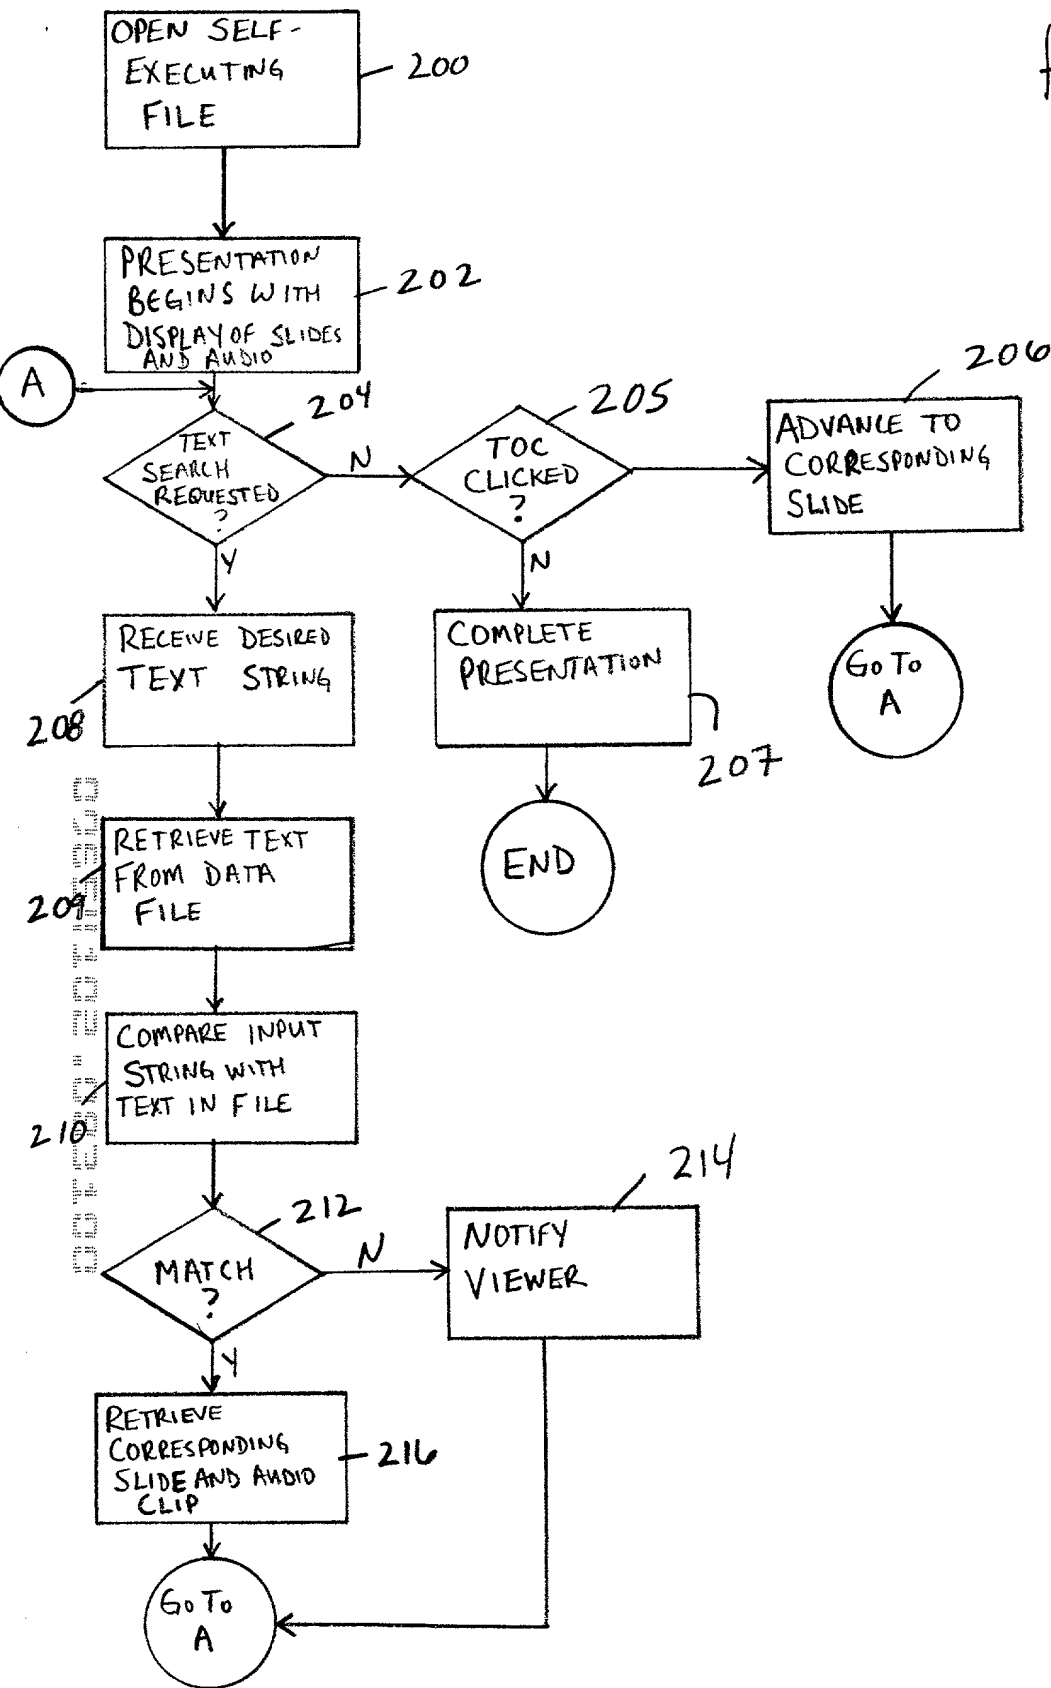 OPEN SELF-
EXECUTING
FILE
200
PRESENTATION
BEGINS WITH
DISPLAY OF SLIDES
AND AUDIO
202
A
TEXT
SEARCH
REQUESTED
?
204
N
Y
TOC
CLICKED
?
205
N
ADVANCE TO
CORRESPONDING
SLIDE
206
GO TO
A
RECEIVE DESIRED
TEXT STRING
208
COMPLETE
PRESENTATION
207
END
RETRIEVE TEXT
FROM DATA
FILE
209
COMPARE INPUT
STRING WITH
TEXT IN FILE
210
MATCH
?
212
N
Y
NOTIFY
VIEWER
214
RETRIEVE
CORRESPONDING
SLIDE AND AUDIO
CLIP
216
GO TO
A